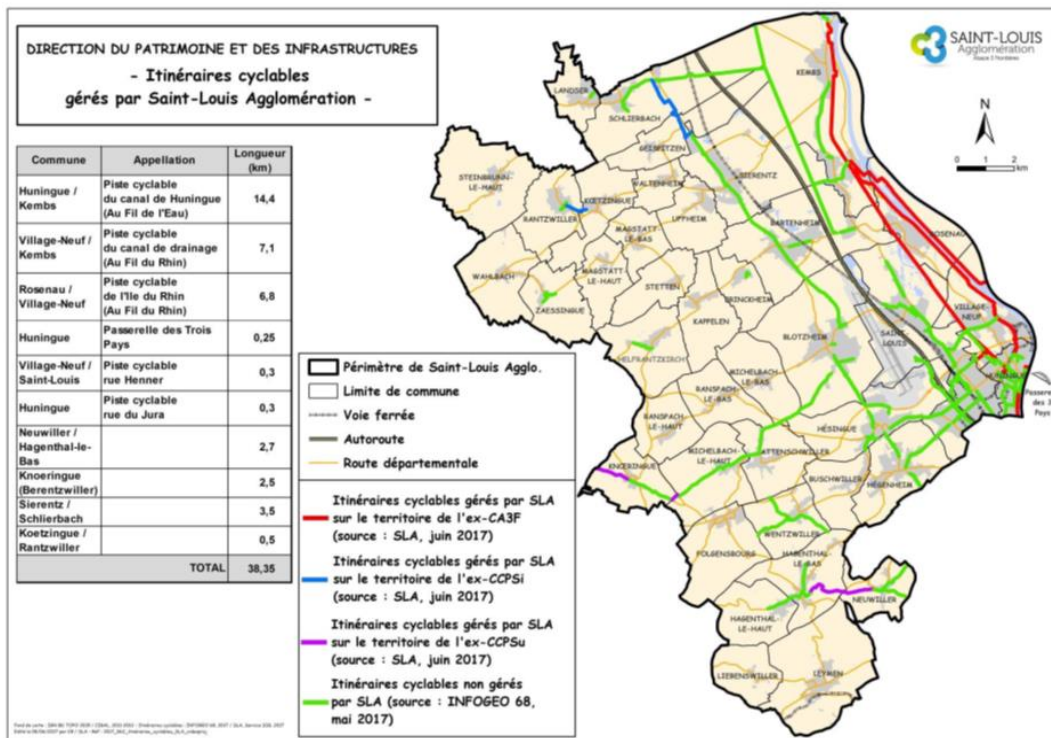 DIRECTION DU PATRIMOINE ET DES INFRASTRUCTURES
- Itinéraires cyclables
gérés par Saint-Louis Agglomération -
SAINT-LOUIS
Agglomération
Alsace 3 frontières
N
0 1 2
km
Commune Appellation Longueur (km)
Huningue / Kembs Piste cyclable du canal de Huningue (Au Fil de l'Eau) 14,4
Village-Neuf / Kembs Piste cyclable du canal de drainage (Au Fil du Rhin) 7,1
Rosenau / Village-Neuf Piste cyclable de l'Ile du Rhin 6,8
Huningue Passerelle des Trois Pays 0,25
Village-Neuf / Saint-Louis Piste cyclable rue Henner 0,3
Huningue Piste cyclable rue du Jura 0,3
Neuwiller / Hagenthal-le-Bas 2,7
Knoeringue (Berentzwiller) 2,5
Sierentz / Schlierbach 3,5
Koetzingue / Rantzwiller 0,5
TOTAL 38,35
Périmètre de Saint-Louis Agglo.
Limite de commune
Voie ferrée
Autoroute
Route départementale
Itinéraires cyclables gérés par SLA
sur le territoire de l'ex-CA3F
(source : SLA, juin 2017)
Itinéraires cyclables gérés par SLA
sur le territoire de l'ex-CCPSi
(source : SLA, juin 2017)
Itinéraires cyclables gérés par SLA
sur le territoire de l'ex-CCPSu
(source : SLA, juin 2017)
Itinéraires cyclables non gérés
par SLA (source : INFOGEO 68,
mai 2017)
KEMBS
LANDSER
SCHLIERBACH
GEISPITZEN
SIERENTZ
STEINBRUNN-
LE-HAUT
WALTENHEIM
KOETZINGUE
RANTZWILLER
UFFHEIM
MAGSTATT-
LE-BAS
BARTENHEIM
ROSENAU
WAHLBACH
MAGSTATT-
LE-HAUT
STETTEN
BRINCKHEIM
ZAESSINGUE
KAPPELEN
VILLAGE-
NEUF
SAINT-
LOUIS
BLOTZHEIM
HELFRANTZKIRCH
MICHELBACH-
LE-BAS
RANSPACH-
LE-BAS
Passerelle
des 3
Pays
RANSPACH-
LE-HAUT
HÉSINGUE
MICHELBACH-
LE-HAUT
ATTENSCHWILLER
KNOERINGUE
BUSCHWILLER
HEGENHEIM
WENTZWILLER
FOLGENSBOURG
HAGENTHAL-
LE-BAS
NEUWILLER
HAGENTHAL-
LE-HAUT
LIEBENSWILLER
LEYMEN